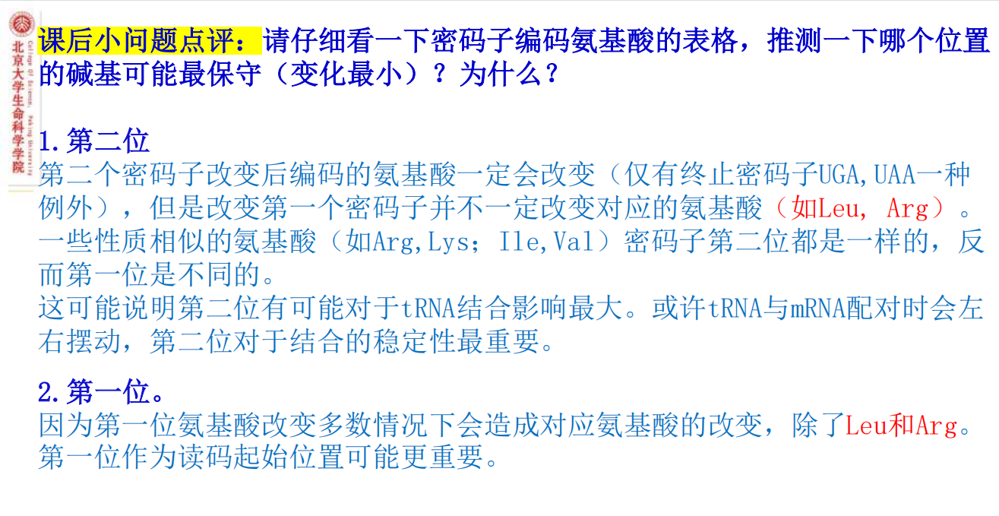 课后小问题点评：请仔细看一下密码子编码氨基酸的表格，推测一下哪个位置
的碱基可能最保守（变化最小）？为什么？
1.第二位
第二个密码子改变后编码的氨基酸一定会改变（仅有终止密码子UGA,UAA一种
例外），但是改变第一个密码子并不一定改变对应的氨基酸（如Leu, Arg）。
一些性质相似的氨基酸（如Arg,Lys；Ile,Val）密码子第二位都是一样的，反
而第一位是不同的。
这可能说明第二位有可能对于tRNA结合影响最大。或许tRNA与mRNA配对时会左
右摆动，第二位对于结合的稳定性最重要。
2.第一位。
因为第一位氨基酸改变多数情况下会造成对应氨基酸的改变，除了Leu和Arg。
第一位作为读码起始位置可能更重要。
北京大学生命科学学院
College Of Science, Peking University